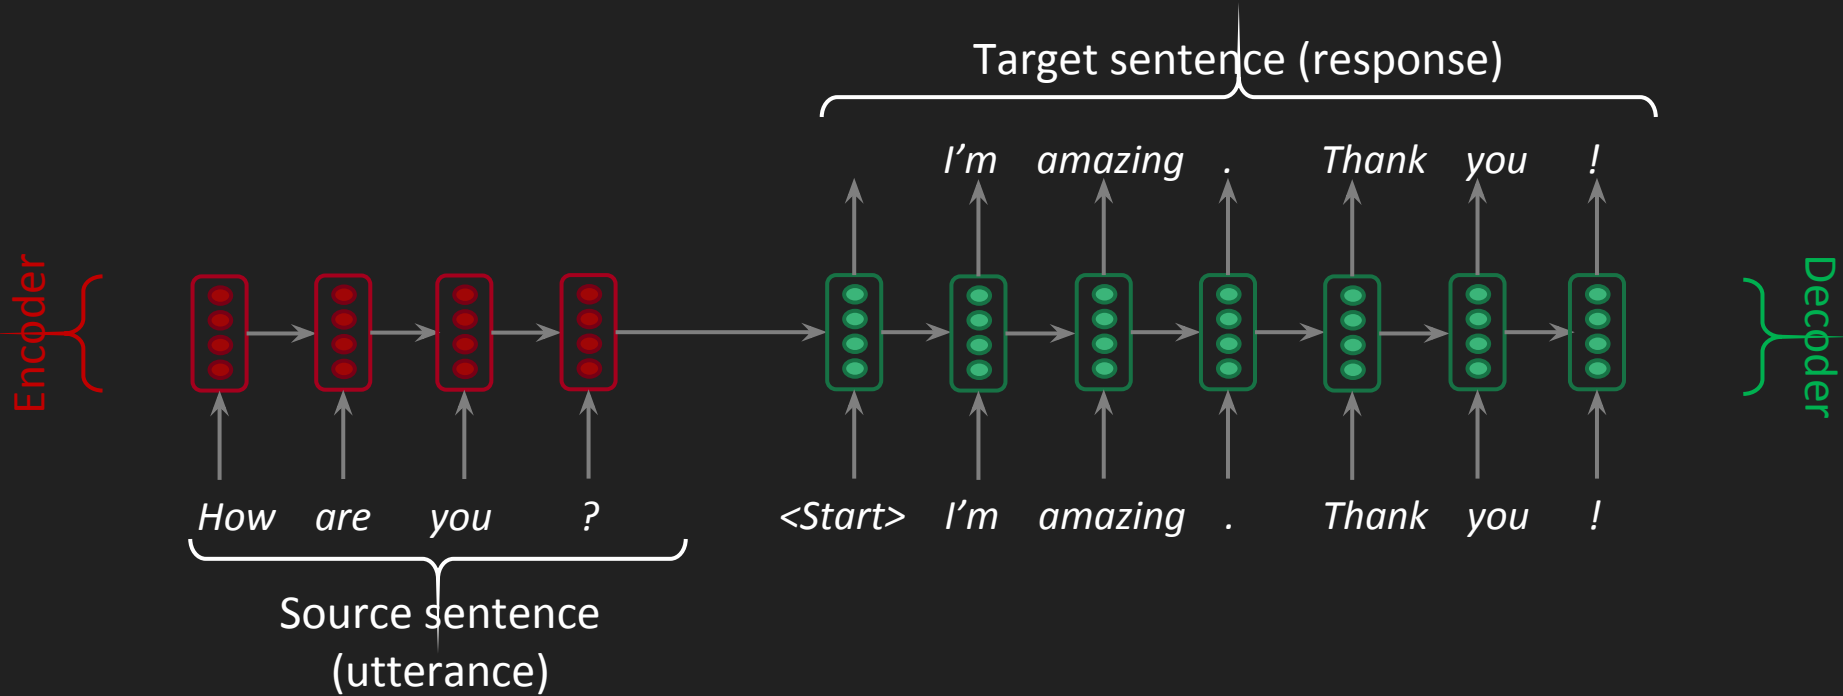 Target sentence (response)
I’m amazing . Thank you !
Encoder
Decoder
How are you ? <Start> I’m amazing . Thank you !
Source sentence
(utterance)